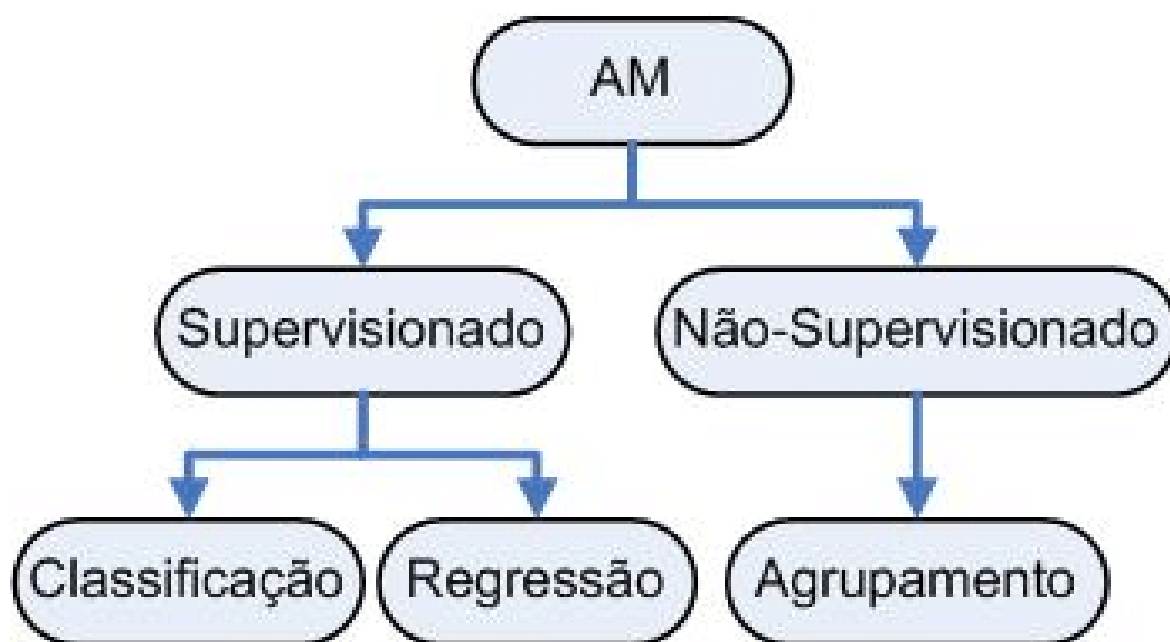 AM
Supervisionado
Não-Supervisionado
Classificação
Regressão
Agrupamento